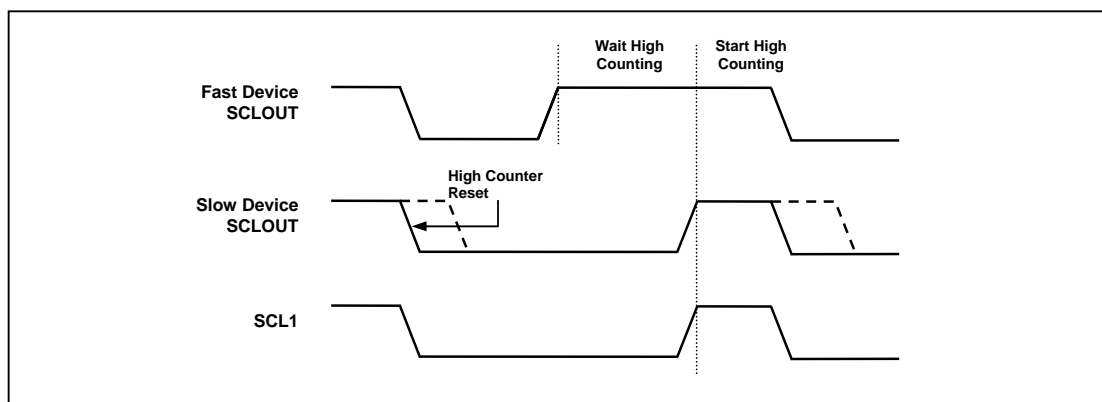 Wait High
Counting
Start High
Counting
Fast Device
SCLOUT
High Counter
Reset
Slow Device
SCLOUT
SCL1